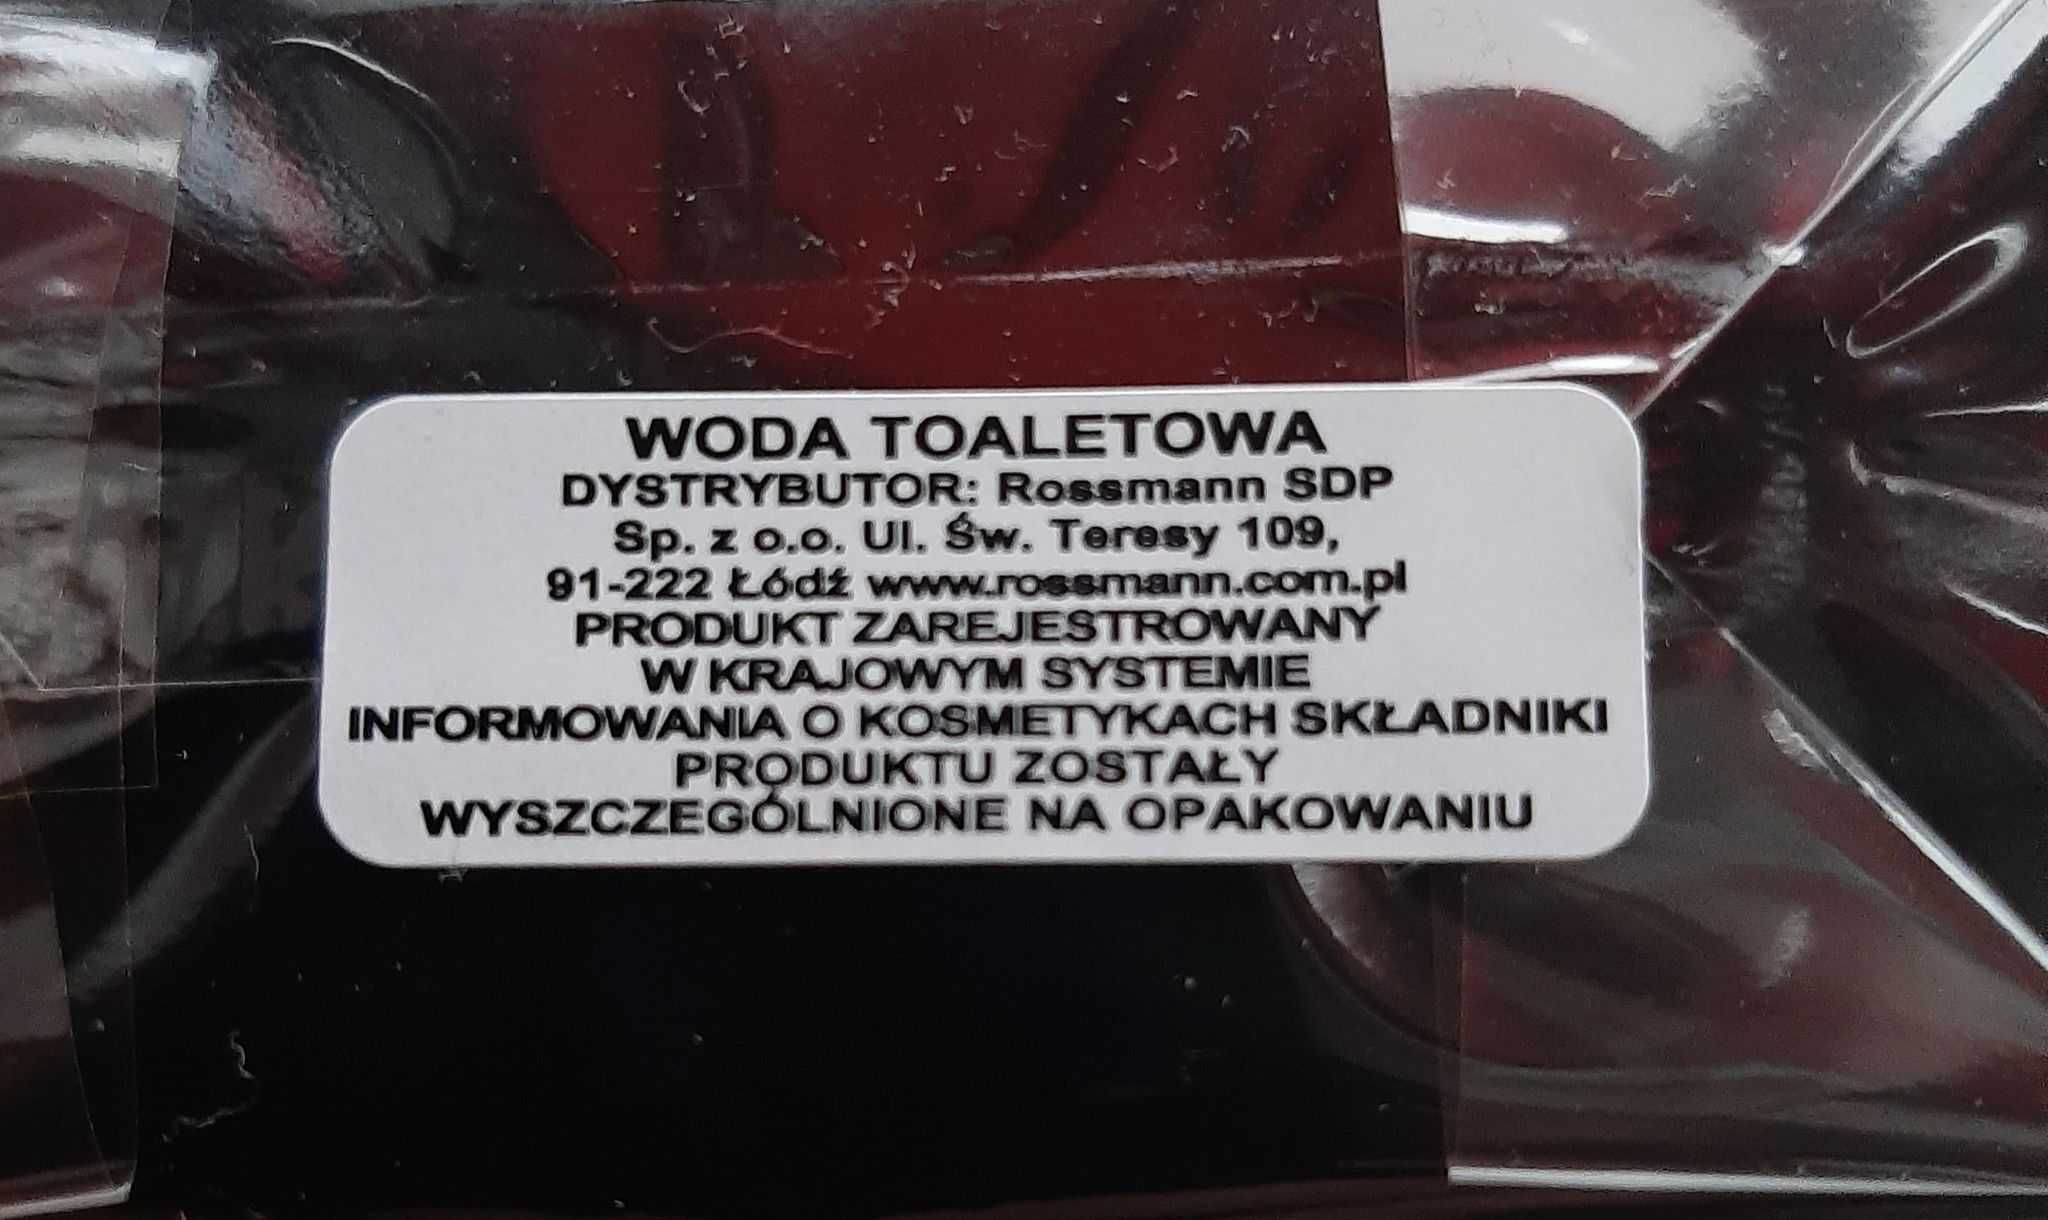 WODA TOALETOWA
DYSTRYBUTOR: Rossmann SDP
Sp. z o.o. Ul. Św. Teresy 109,
91-222 Łódź www.rossmann.com.pl
PRODUKT ZAREJESTROWANY
W KRAJOWYM SYSTEMIE
INFORMOWANIA O KOSMETYKACH SKŁADNIKI
PRODUKTU ZOSTAŁY
WYSZCZEGÓLNIONE NA OPAKOWANIU